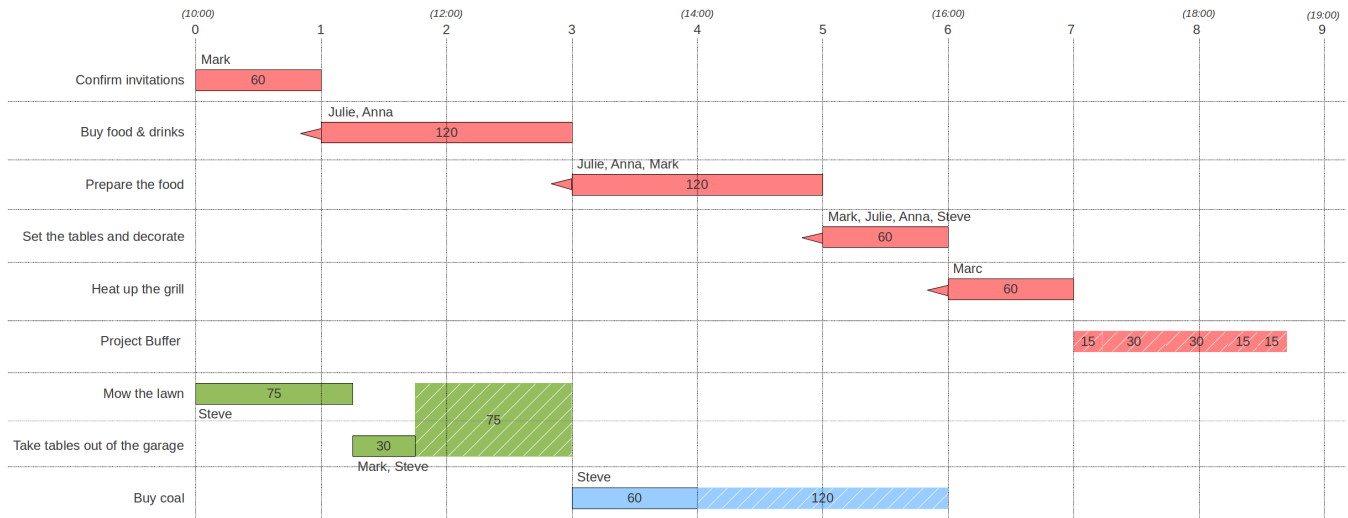 (10:00) (12:00) (14:00) (16:00) (18:00) (19:00)
0 1 2 3 4 5 6 7 8 9
Mark
Confirm invitations 60
Julie, Anna
Buy food & drinks 120
Julie, Anna, Mark
Prepare the food 120
Mark, Julie, Anna, Steve
Set the tables and decorate 60
Marc
Heat up the grill 60
Project Buffer 15 30 30 15 15
Mow the lawn 75
Steve
75
Take tables out of the garage 30
Mark, Steve
Steve
Buy coal 60 120